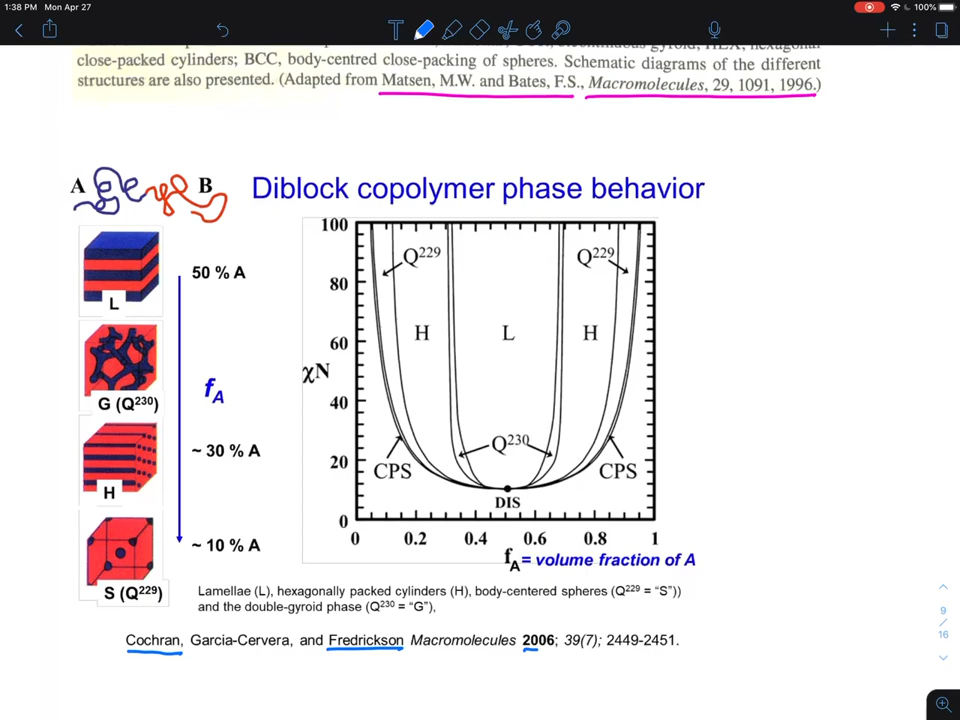 1:38 PM Mon Apr 27
100%
close-packed cylinders; BCC, body-centred close-packing of spheres. Schematic diagrams of the different
structures are also presented. (Adapted from Matsen, M.W. and Bates, F.S., Macromolecules, 29, 1091, 1996.)
A B Diblock copolymer phase behavior
50 % A
L
G (Q230)
fA
~ 30 % A
H
~ 10 % A
S (Q229)
100
80
60
χN
40
20
0
Q229
Q229
H
L
H
Q230
CPS
CPS
DIS
0 0.2 0.4 0.6 0.8 1
fA = volume fraction of A
Lamellae (L), hexagonally packed cylinders (H), body-centered spheres (Q229 = “S”))
and the double-gyroid phase (Q230 = “G”),
Cochran, Garcia-Cervera, and Fredrickson Macromolecules 2006; 39(7); 2449-2451.
9
/
16